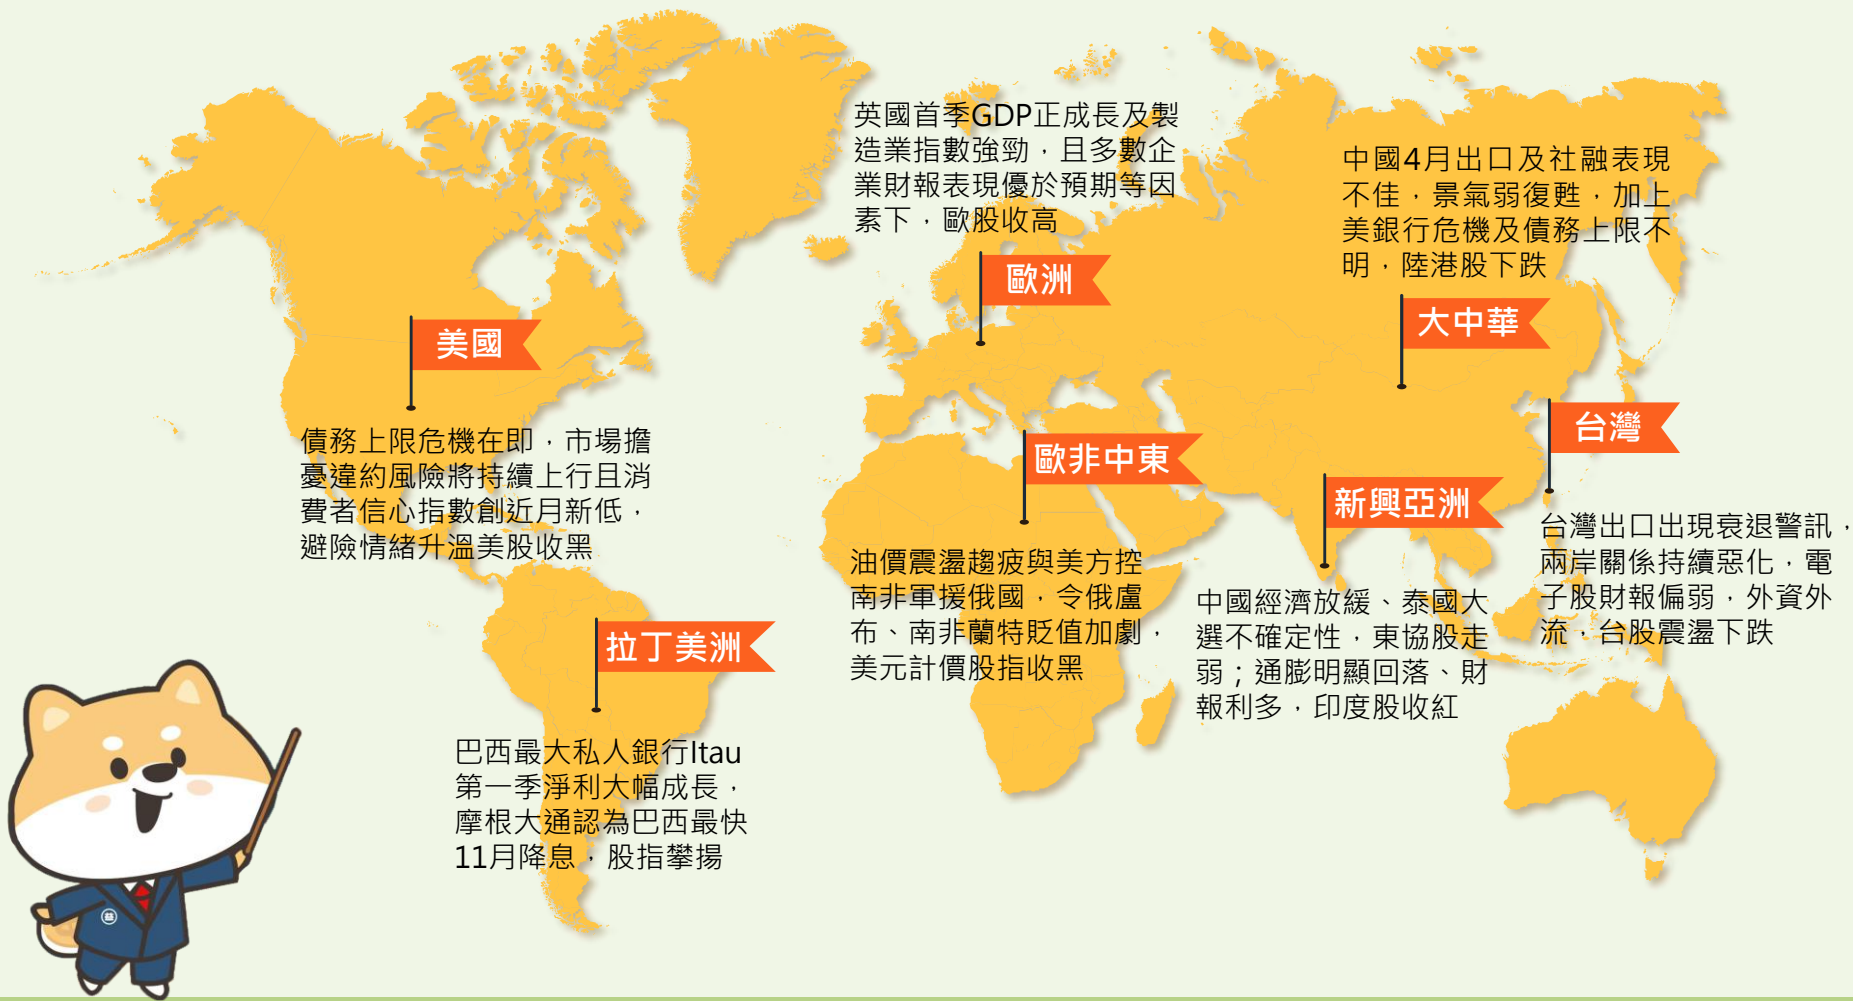 英國首季GDP正成長及製
造業指數強勁，且多數企
業財報表現優於預期等因
素下，歐股收高
歐洲
中國4月出口及社融表現
不佳，景氣弱復甦，加上
美銀行危機及債務上限不
明，陸港股下跌
大中華
美國
債務上限危機在即，市場擔
憂違約風險將持續上行且消
費者信心指數創近月新低，
避險情緒升溫美股收黑
歐非中東
油價震盪趨疲與美方控
南非軍援俄國，令俄盧
布、南非蘭特貶值加劇，
美元計價股指收黑
新興亞洲
中國經濟放緩、泰國大
選不確定性，東協股走
弱；通膨明顯回落、財
報利多，印度股收紅
台灣
台灣出口出現衰退警訊，
兩岸關係持續惡化，電
子股財報偏弱，外資外
流，台股震盪下跌
拉丁美洲
巴西最大私人銀行Itau
第一季淨利大幅成長，
摩根大通認為巴西最快
11月降息，股指攀揚